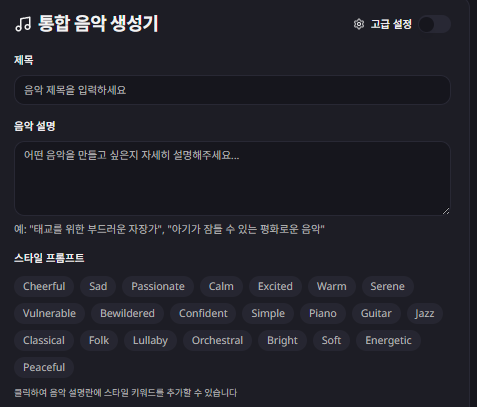 통합 음악 생성기
고급 설정
제목
음악 제목을 입력하세요
음악 설명
어떤 음악을 만들고 싶은지 자세히 설명해주세요...
예: "태교를 위한 부드러운 자장가", "아기가 잠들 수 있는 평화로운 음악"
스타일 프롬프트
Cheerful Sad Passionate Calm Excited Warm Serene
Vulnerable Bewildered Confident Simple Piano Guitar Jazz
Classical Folk Lullaby Orchestral Bright Soft Energetic
Peaceful
클릭하여 음악 설명란에 스타일 키워드를 추가할 수 있습니다